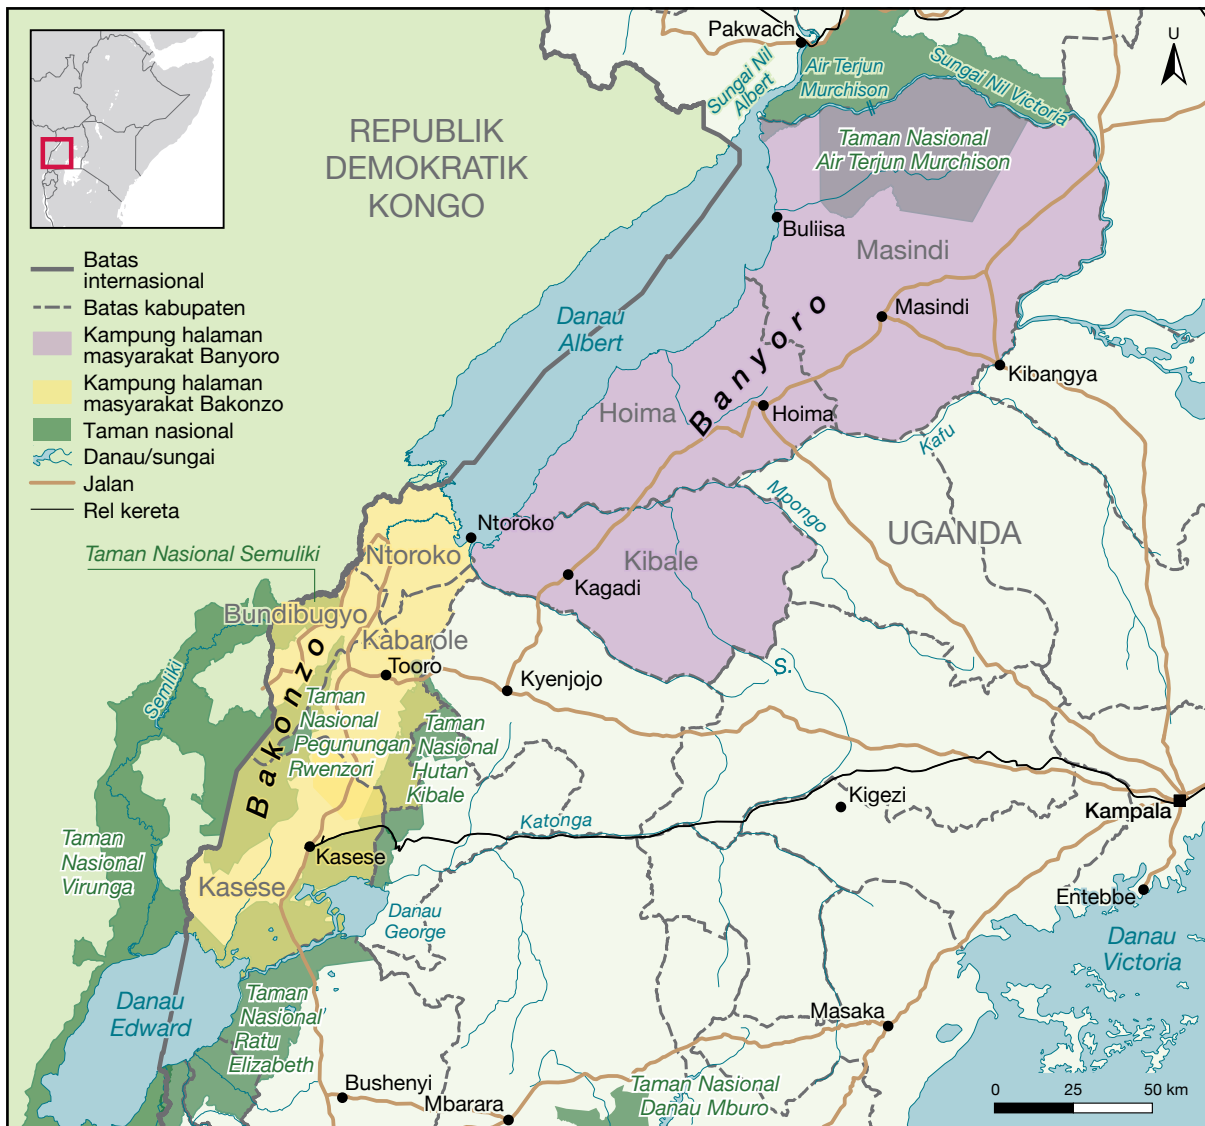 Pakwach
U
Sungai Nil
Albert
Air Terjun
Murchison
Sungai Nil Victoria
REPUBLIK
DEMOKRATIK
KONGO
Taman Nasional
Air Terjun Murchison
Buliisa
Masindi
Batas
internasional
Batas kabupaten
Kampung halaman
masyarakat Banyoro
Kampung halaman
masyarakat Bakonzo
Taman nasional
Danau/sungai
Jalan
Rel kereta
Danau
Albert
Masindi
Banyoro
Kibangya
Hoima
Hoima
Kafu
Mpongo
Ntoroko
UGANDA
Taman Nasional Semuliki
Ntoroko
Kibale
Kagadi
Bundibugyo
Kabarole
Bakonzo
Tooro
S.
Kyenjojo
Semliki
Taman
Nasional
Pegunungan
Rwenzori
Taman
Nasional
Hutan
Kibale
Kigezi
Kampala
Katonga
Taman
Nasional
Virunga
Kasese
Kasese
Entebbe
Danau
George
Danau
Victoria
Danau
Edward
Taman
Nasional
Ratu
Elizabeth
Masaka
Bushenyi
Mbarara
Taman Nasional
Danau Mburo
0 25 50 km